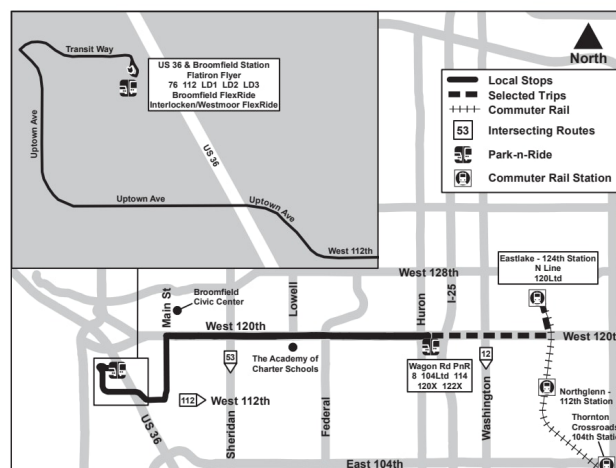 Transit Way
US 36 & Broomfield Station
Flatiron Flyer
76 112 LD1 LD2 LD3
Broomfield FlexRide
Interlocken/Westmoor FlexRide
Uptown Ave
US 36
Uptown Ave
Uptown Ave
West 112th
North
Local Stops
Selected Trips
Commuter Rail
53 Intersecting Routes
Park-n-Ride
Commuter Rail Station
Eastlake - 124th Station
N Line
120Ltd
West 128th
Main St
Broomfield
Civic Center
Lowell
Huron
I-25
West 120th
West 120th
53
The Academy of
Charter Schools
Wagon Rd PnR
8 104Ltd 114
120X 122X
12
112
West 112th
US 36
Sheridan
Federal
Washington
Northglenn -
112th Station
Thornton
Crossroads
104th Stati
East 104th